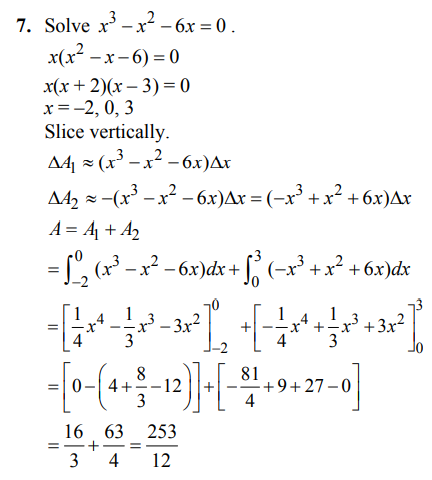 7. Solve x³ – x² – 6x = 0 .
x(x² – x – 6) = 0
x(x + 2)(x – 3) = 0
x = –2, 0, 3
Slice vertically.
ΔA₁ ≈ (x³ – x² – 6x)Δx
ΔA₂ ≈ –(x³ – x² – 6x)Δx = (–x³ + x² + 6x)Δx
A = A₁ + A₂
= ∫₋₂⁰ (x³ – x² – 6x)dx + ∫₀³ (–x³ + x² + 6x)dx
= [1/4 x⁴ – 1/3 x³ – 3x²]₋₂⁰ + [–1/4 x⁴ + 1/3 x³ + 3x²]₀³
= [0 – (4 + 8/3 – 12)] + [–81/4 + 9 + 27 – 0]
= 16/3 + 63/4 = 253/12